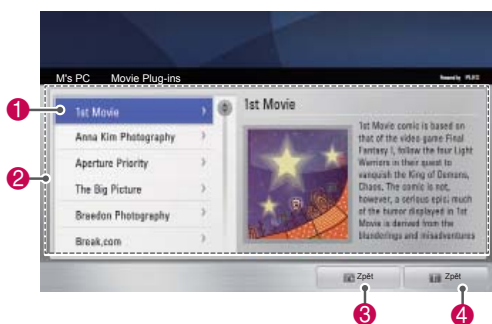 M's PC Movie Plug-ins
1 1st Movie
2
Anna Kim Photography
Aperture Priority
The Big Picture
Breedon Photography
Break.com
1st Movie
1st Movie comic is based on
that of the video game Final
Fantasy 1, follow the four Light
Warriors in their quest to
vanquish the King of Demons,
Chaos. The comic is not,
however, a serious epic; much
of the humor displayed in 1st
Movie is derived from the
blunderings and misadventures
Zpět
Zpět
3
4